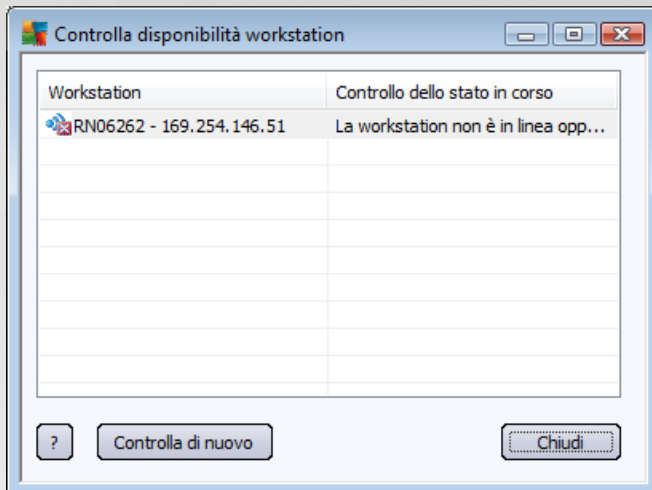 Controlla disponibilità workstation
Workstation Controllo dello stato in corso
RN06262 - 169.254.146.51 La workstation non è in linea opp...
? Controlla di nuovo Chiudi